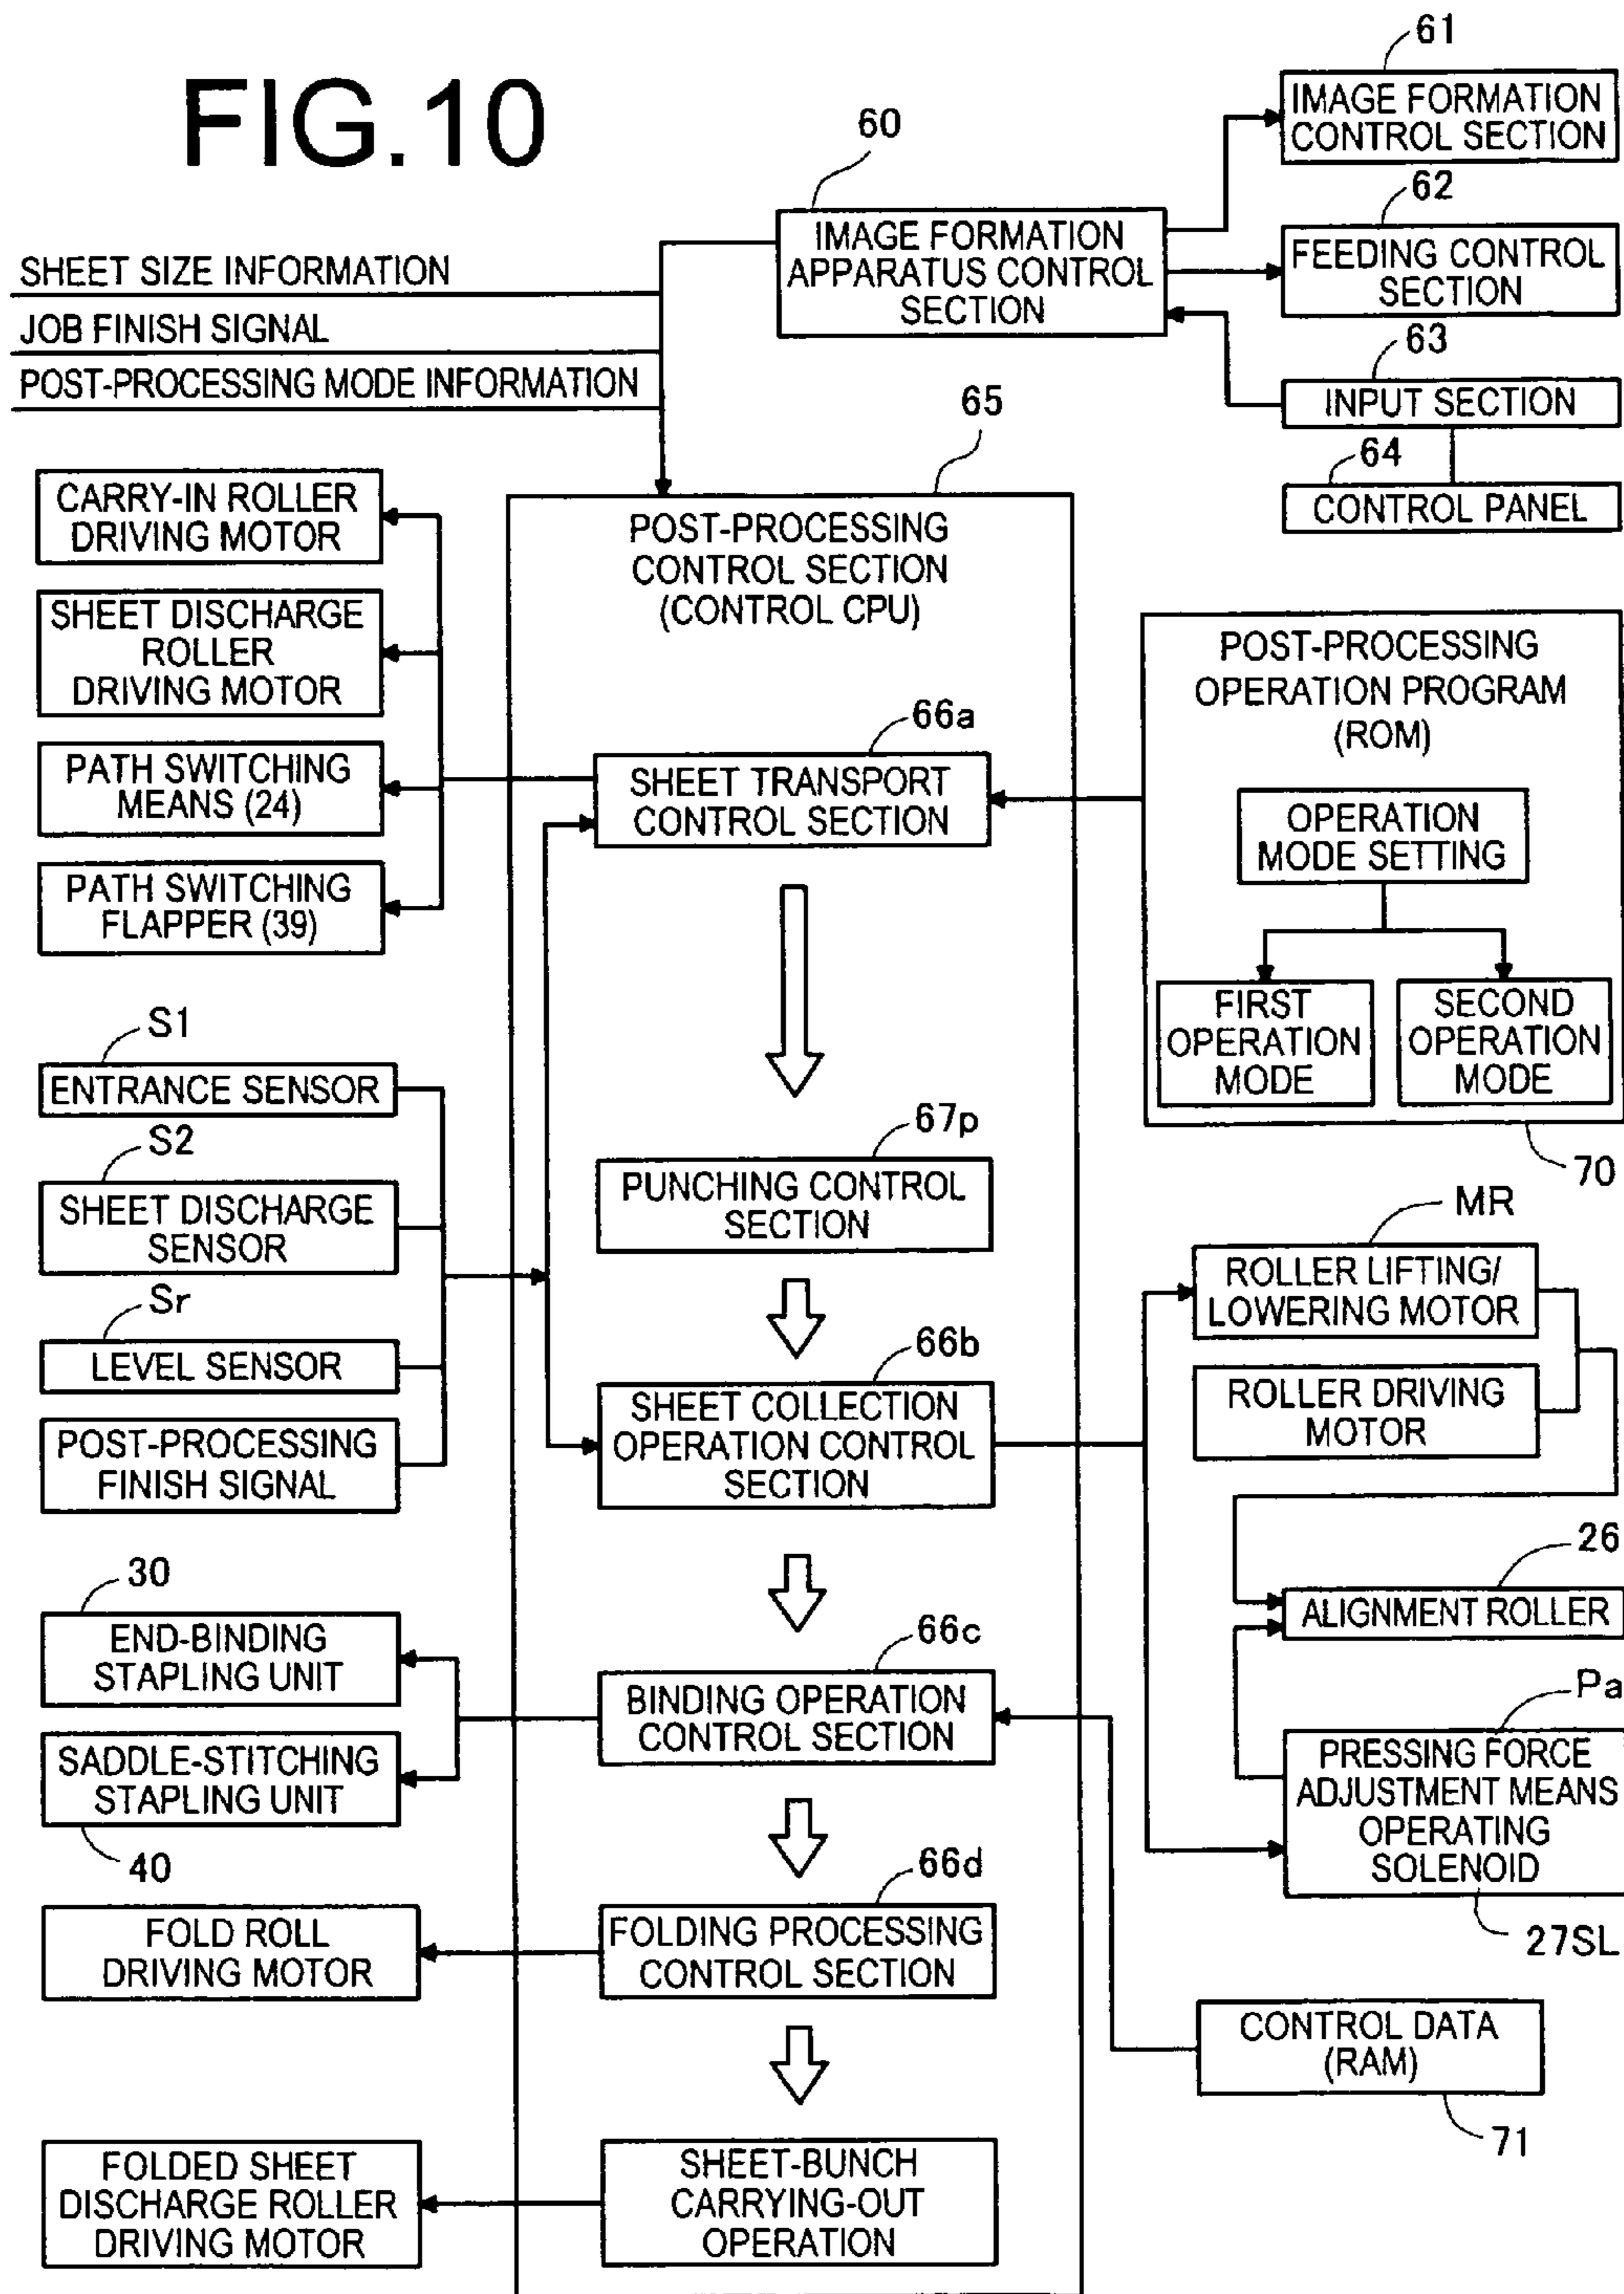 FIG.10
61
IMAGE FORMATION
CONTROL SECTION
60
IMAGE FORMATION
APPARATUS CONTROL
SECTION
62
FEEDING CONTROL
SECTION
SHEET SIZE INFORMATION
JOB FINISH SIGNAL
POST-PROCESSING MODE INFORMATION
63
INPUT SECTION
64
CONTROL PANEL
65
POST-PROCESSING
CONTROL SECTION
(CONTROL CPU)
CARRY-IN ROLLER
DRIVING MOTOR
SHEET DISCHARGE
ROLLER
DRIVING MOTOR
PATH SWITCHING
MEANS (24)
PATH SWITCHING
FLAPPER (39)
66a
SHEET TRANSPORT
CONTROL SECTION
POST-PROCESSING
OPERATION PROGRAM
(ROM)
OPERATION
MODE SETTING
FIRST
OPERATION
MODE
SECOND
OPERATION
MODE
70
S1
ENTRANCE SENSOR
S2
SHEET DISCHARGE
SENSOR
Sr
LEVEL SENSOR
POST-PROCESSING
FINISH SIGNAL
67p
PUNCHING CONTROL
SECTION
66b
SHEET COLLECTION
OPERATION CONTROL
SECTION
MR
ROLLER LIFTING/
LOWERING MOTOR
ROLLER DRIVING
MOTOR
26
ALIGNMENT ROLLER
Pa
PRESSING FORCE
ADJUSTMENT MEANS
OPERATING
SOLENOID
27SL
30
END-BINDING
STAPLING UNIT
SADDLE-STITCHING
STAPLING UNIT
40
66c
BINDING OPERATION
CONTROL SECTION
66d
FOLDING PROCESSING
CONTROL SECTION
FOLD ROLL
DRIVING MOTOR
CONTROL DATA
(RAM)
71
FOLDED SHEET
DISCHARGE ROLLER
DRIVING MOTOR
SHEET-BUNCH
CARRYING-OUT
OPERATION